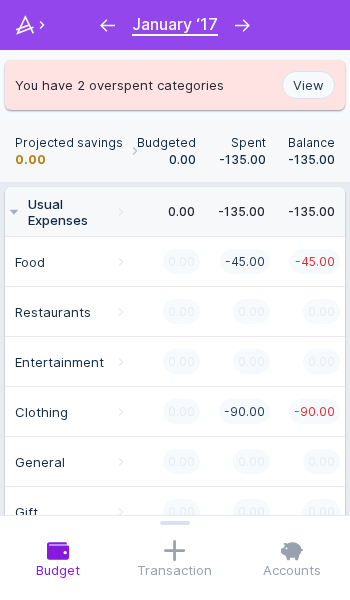 January ‘17
You have 2 overspent categories View
Projected savings Budgeted Spent Balance
0.00 0.00 -135.00 -135.00
Usual Expenses 0.00 -135.00 -135.00
Food 0.00 -45.00 -45.00
Restaurants 0.00 0.00 0.00
Entertainment 0.00 0.00 0.00
Clothing 0.00 -90.00 -90.00
General 0.00 0.00 0.00
Gift 0.00 0.00 0.00
Budget Transaction Accounts